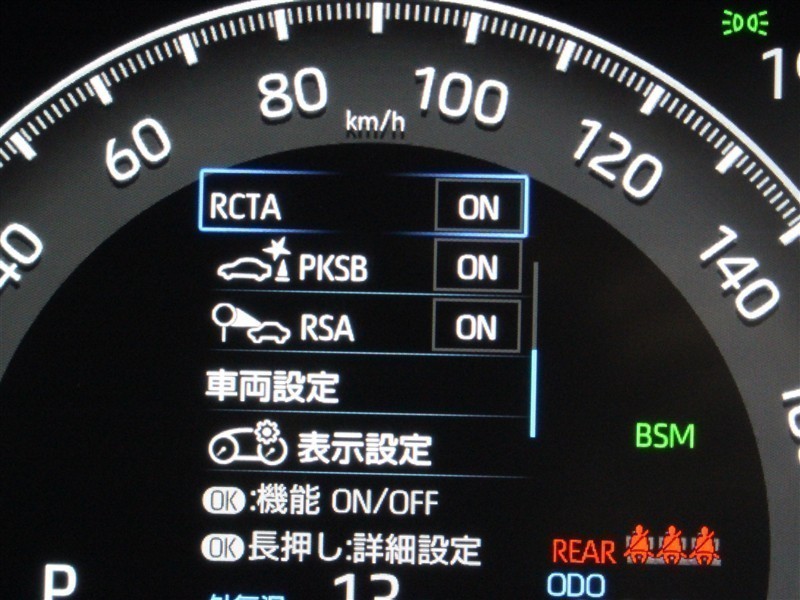 80 km/h 100
60 120
40 140
RCTA ON
PKSB ON
RSA ON
車両設定
表示設定
BSM
OK:機能 ON/OFF
OK長押し:詳細設定
REAR
P
ODO